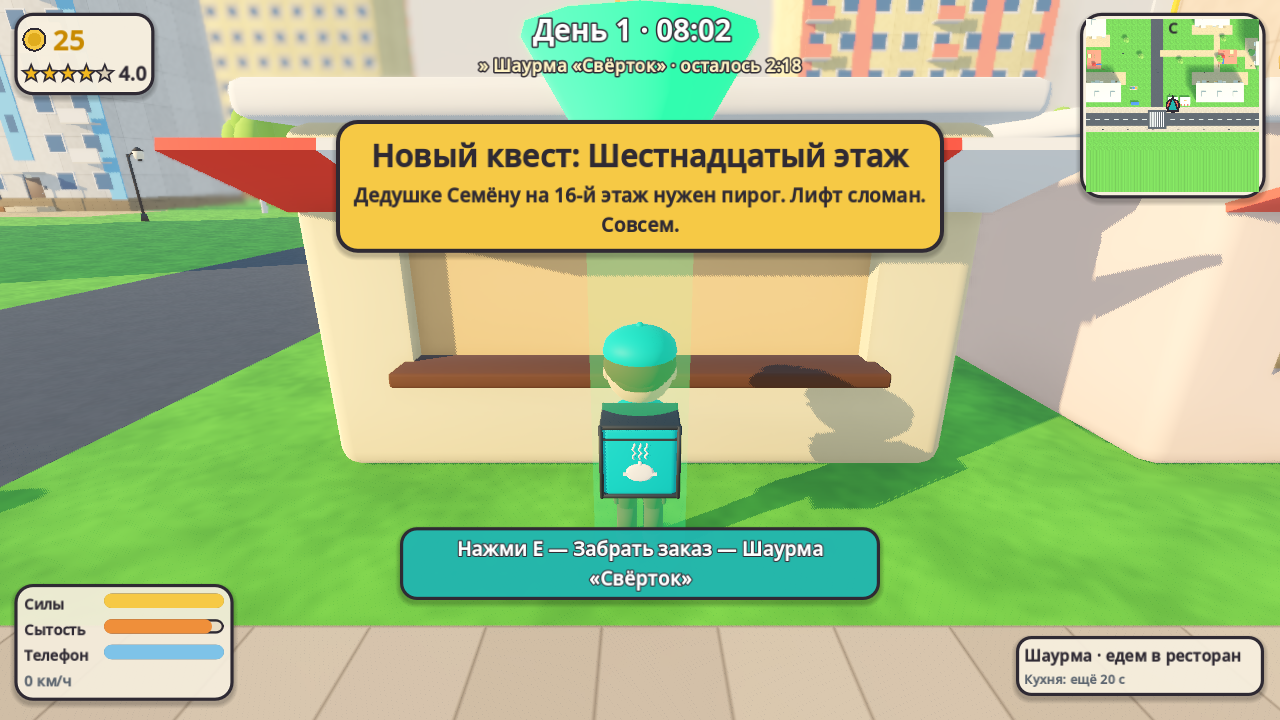 25
4.0
День 1 · 08:02
» Шаурма «Свёрток» · осталось 2:18
С
Новый квест: Шестнадцатый этаж
Дедушке Семёну на 16-й этаж нужен пирог. Лифт сломан.
Совсем.
Нажми E — Забрать заказ — Шаурма
«Свёрток»
Силы
Сытость
Телефон
0 км/ч
Шаурма · едем в ресторан
Кухня: ещё 20 с